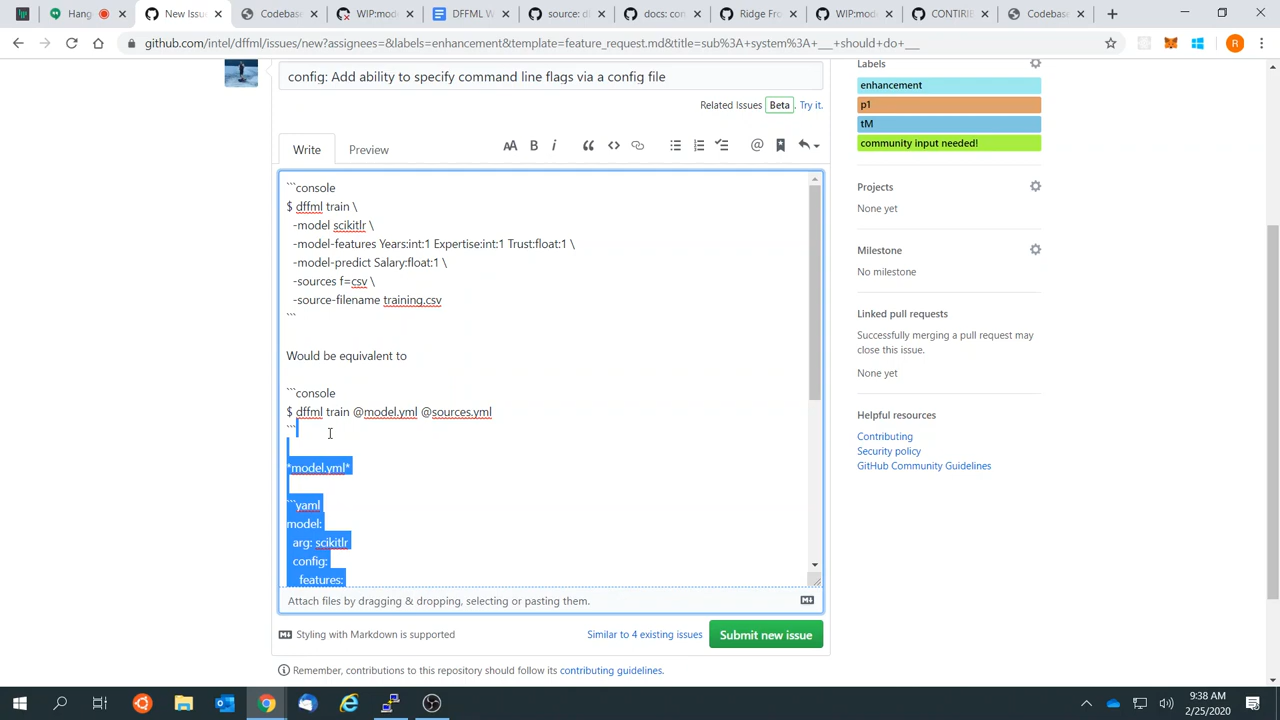 Hang
New Issu
Codebase
WIP:mode
DFFML W
source: d
docs: con
Ridge Fro
WIP:mode
CONTIRIE
Codebase
github.com/intel/dffml/issues/new?assignees=&labels=enhancement&template=feature_request.md&title=sub%3A+system%3A+___+should+do+___
R
config: Add ability to specify command line flags via a config file
Related Issues Beta . Try it.
Write
Preview
```console
$ dffml train \
-model scikitlr \
-model-features Years:int:1 Expertise:int:1 Trust:float:1 \
-model-predict Salary:float:1 \
-sources f=csv \
-source-filename training.csv
```
Would be equivalent to
```console
$ dffml train @model.yml @sources.yml
```
*model.yml*
```yaml
model:
arg: scikitlr
config:
features:
Attach files by dragging & dropping, selecting or pasting them.
Styling with Markdown is supported
Similar to 4 existing issues
Submit new issue
Remember, contributions to this repository should follow its contributing guidelines.
Labels
enhancement
p1
tM
community input needed!
Projects
None yet
Milestone
No milestone
Linked pull requests
Successfully merging a pull request may
close this issue.
None yet
Helpful resources
Contributing
Security policy
GitHub Community Guidelines
9:38 AM
2/25/2020